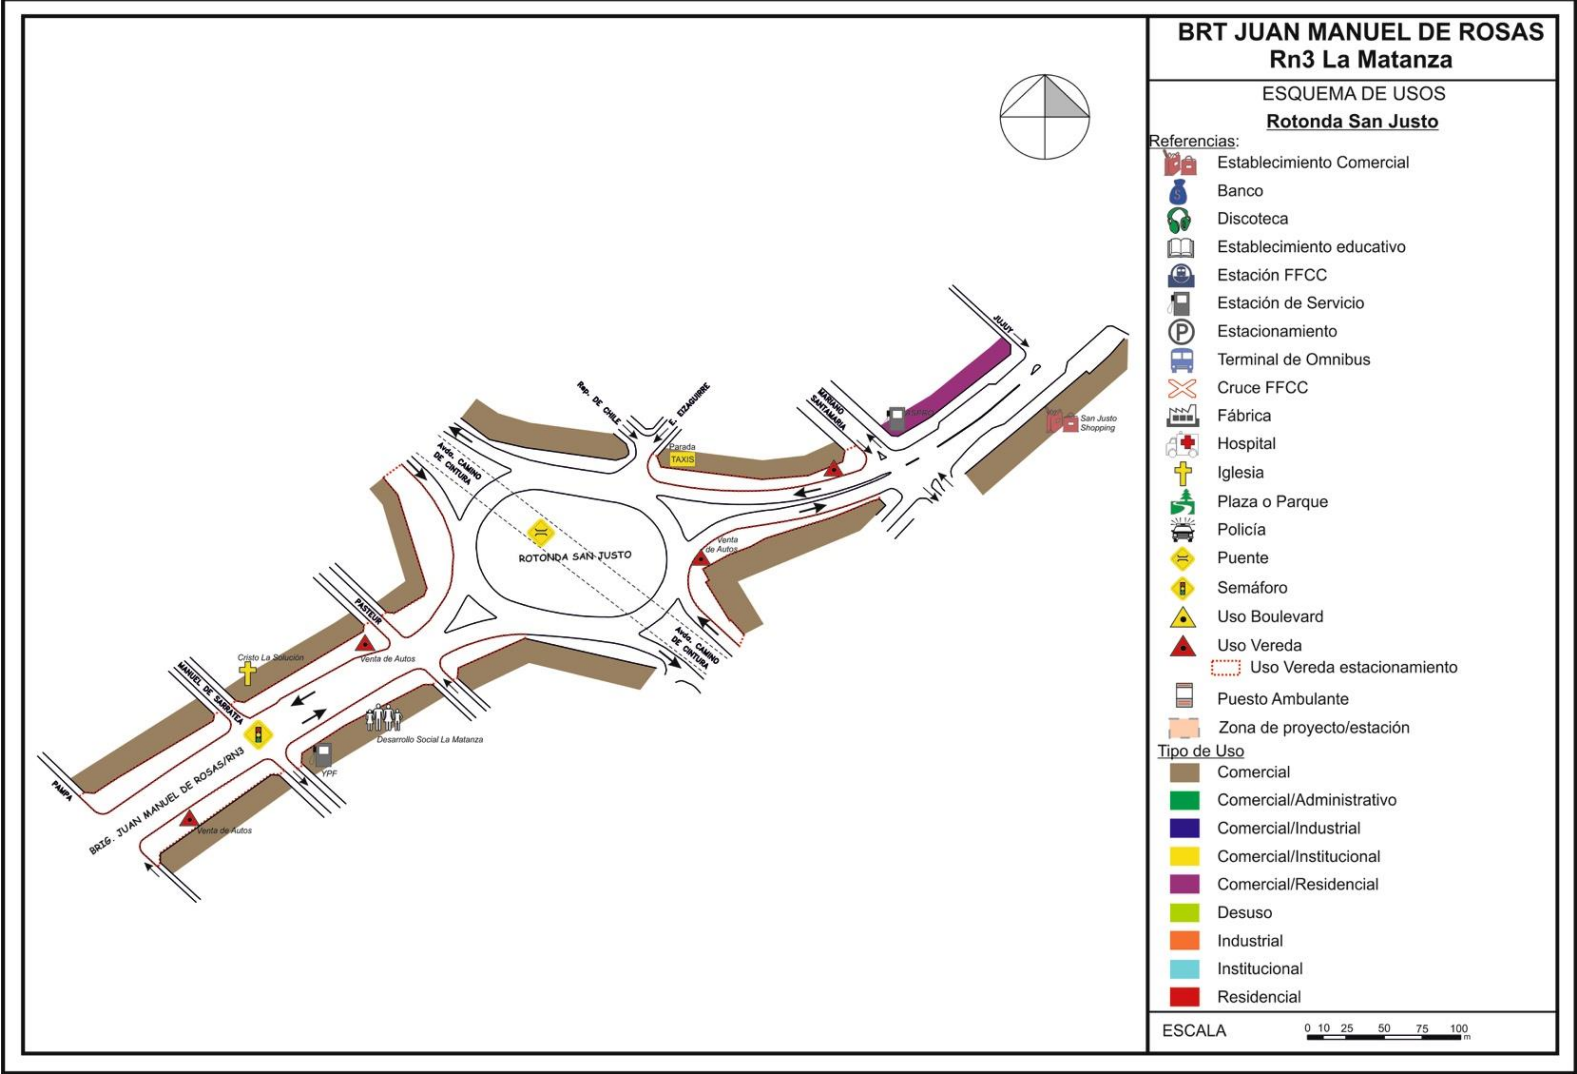 BRT JUAN MANUEL DE ROSAS
Rn3 La Matanza
ESQUEMA DE USOS
Rotonda San Justo
Referencias:
Establecimiento Comercial
Banco
Discoteca
Establecimiento educativo
Estación FFCC
Estación de Servicio
Estacionamiento
Terminal de Omnibus
Cruce FFCC
Fábrica
Hospital
Iglesia
Plaza o Parque
Policía
Puente
Semáforo
Uso Boulevard
Uso Vereda
Uso Vereda estacionamiento
Puesto Ambulante
Zona de proyecto/estación
Tipo de Uso
Comercial
Comercial/Administrativo
Comercial/Industrial
Comercial/Institucional
Comercial/Residencial
Desuso
Industrial
Institucional
Residencial
ESCALA
0 10 25 50 75 100
m
JUJUY
San Justo
Shopping
MARIANO
SANTAMARIA
Rep. DE CHILE
E. EIZAGUIRRE
Parada
TAXIS
Avda. CAMINO
DE CINTURA
ROTONDA SAN JUSTO
Venta
de Autos
Avda. CAMINO
DE CINTURA
PASTEUR
Venta de Autos
Cristo La Solución
MANUEL DE SARRATEA
Desarrollo Social La Matanza
YPF
PAMPA
BRIG. JUAN MANUEL DE ROSAS/RN3
Venta de Autos